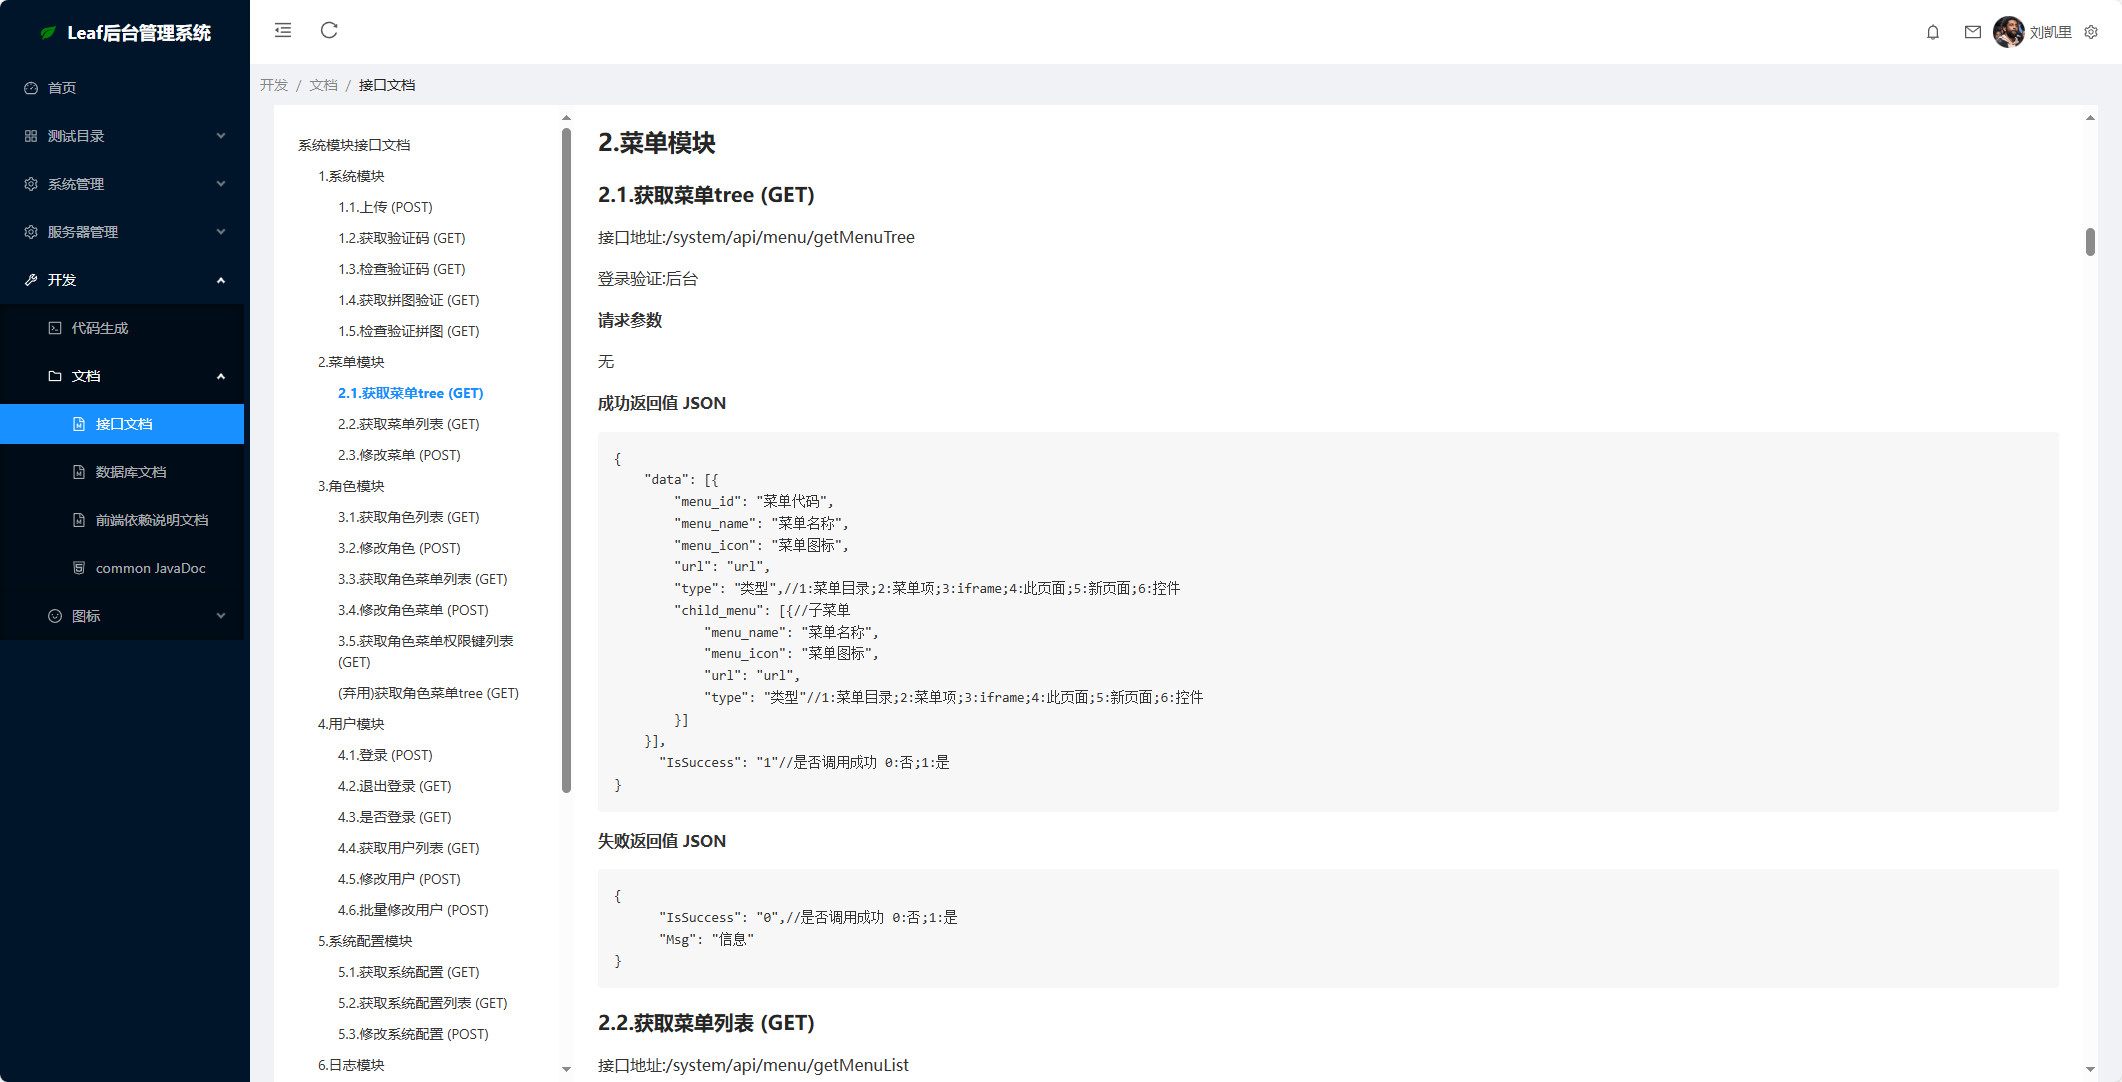 Leaf后台管理系统
首页
测试目录
系统管理
服务器管理
开发
代码生成
文档
接口文档
数据库文档
前端依赖说明文档
common JavaDoc
图标
刘凯里
开发 / 文档 / 接口文档
系统模块接口文档
1.系统模块
1.1.上传 (POST)
1.2.获取验证码 (GET)
1.3.检查验证码 (GET)
1.4.获取拼图验证 (GET)
1.5.检查验证拼图 (GET)
2.菜单模块
2.1.获取菜单tree (GET)
2.2.获取菜单列表 (GET)
2.3.修改菜单 (POST)
3.角色模块
3.1.获取角色列表 (GET)
3.2.修改角色 (POST)
3.3.获取角色菜单列表 (GET)
3.4.修改角色菜单 (POST)
3.5.获取角色菜单权限键列表
(GET)
(弃用)获取角色菜单tree (GET)
4.用户模块
4.1.登录 (POST)
4.2.退出登录 (GET)
4.3.是否登录 (GET)
4.4.获取用户列表 (GET)
4.5.修改用户 (POST)
4.6.批量修改用户 (POST)
5.系统配置模块
5.1.获取系统配置 (GET)
5.2.获取系统配置列表 (GET)
5.3.修改系统配置 (POST)
6.日志模块
2.菜单模块
2.1.获取菜单tree (GET)
接口地址:/system/api/menu/getMenuTree
登录验证:后台
请求参数
无
成功返回值 JSON
{
"data": [{
"menu_id": "菜单代码",
"menu_name": "菜单名称",
"menu_icon": "菜单图标",
"url": "url",
"type": "类型",//1:菜单目录;2:菜单项;3:iframe;4:此页面;5:新页面;6:控件
"child_menu": [{//子菜单
"menu_name": "菜单名称",
"menu_icon": "菜单图标",
"url": "url",
"type": "类型"//1:菜单目录;2:菜单项;3:iframe;4:此页面;5:新页面;6:控件
}]
}],
"IsSuccess": "1"//是否调用成功 0:否;1:是
}
失败返回值 JSON
{
"IsSuccess": "0",//是否调用成功 0:否;1:是
"Msg": "信息"
}
2.2.获取菜单列表 (GET)
接口地址:/system/api/menu/getMenuList